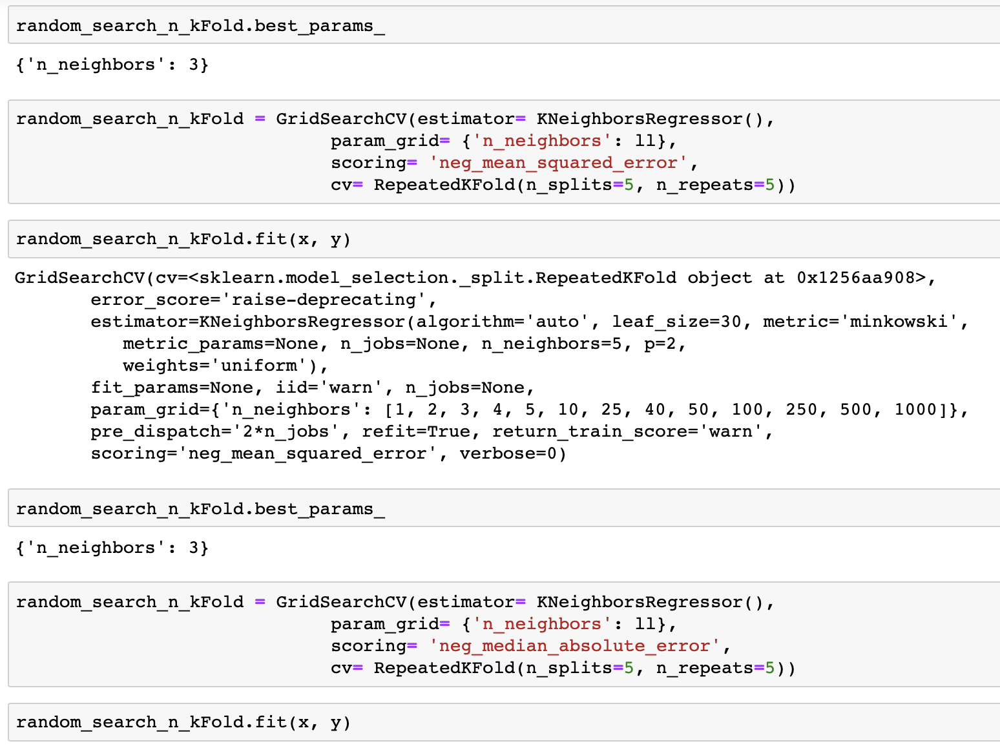 random_search_n_kFold.best_params_
{'n_neighbors': 3}
random_search_n_kFold = GridSearchCV(estimator= KNeighborsRegressor(),
param_grid= {'n_neighbors': ll},
scoring= 'neg_mean_squared_error',
cv= RepeatedKFold(n_splits=5, n_repeats=5))
random_search_n_kFold.fit(x, y)
GridSearchCV(cv=<sklearn.model_selection._split.RepeatedKFold object at 0x1256aa908>,
error_score='raise-deprecating',
estimator=KNeighborsRegressor(algorithm='auto', leaf_size=30, metric='minkowski',
metric_params=None, n_jobs=None, n_neighbors=5, p=2,
weights='uniform'),
fit_params=None, iid='warn', n_jobs=None,
param_grid={'n_neighbors': [1, 2, 3, 4, 5, 10, 25, 40, 50, 100, 250, 500, 1000]},
pre_dispatch='2*n_jobs', refit=True, return_train_score='warn',
scoring='neg_mean_squared_error', verbose=0)
random_search_n_kFold.best_params_
{'n_neighbors': 3}
random_search_n_kFold = GridSearchCV(estimator= KNeighborsRegressor(),
param_grid= {'n_neighbors': ll},
scoring= 'neg_median_absolute_error',
cv= RepeatedKFold(n_splits=5, n_repeats=5))
random_search_n_kFold.fit(x, y)